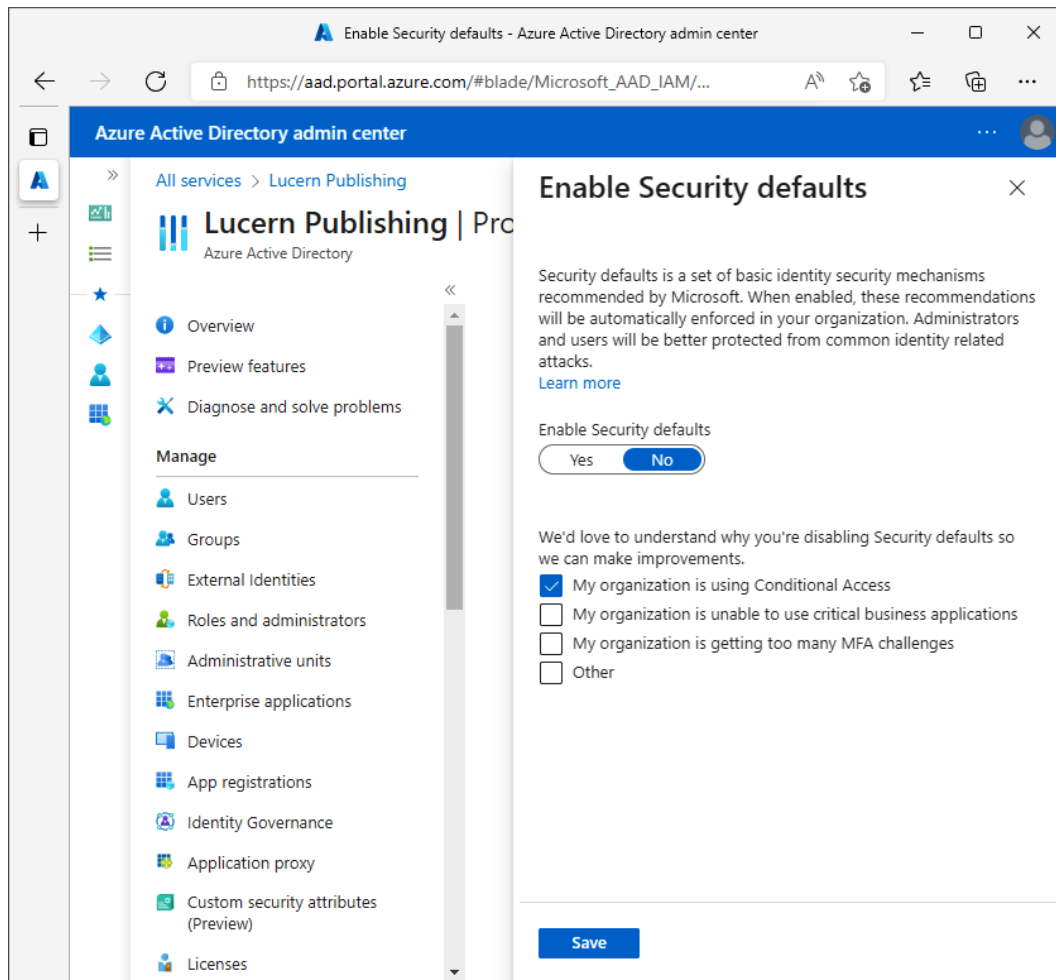 Enable Security defaults - Azure Active Directory admin center
https://aad.portal.azure.com/#blade/Microsoft_AAD_IAM/...
Azure Active Directory admin center
All services > Lucern Publishing
Lucern Publishing | Pro
Azure Active Directory
Overview
Preview features
Diagnose and solve problems
Manage
Users
Groups
External Identities
Roles and administrators
Administrative units
Enterprise applications
Devices
App registrations
Identity Governance
Application proxy
Custom security attributes
(Preview)
Licenses
Enable Security defaults
Security defaults is a set of basic identity security mechanisms
recommended by Microsoft. When enabled, these recommendations
will be automatically enforced in your organization. Administrators
and users will be better protected from common identity related
attacks.
Learn more
Enable Security defaults
Yes No
We'd love to understand why you're disabling Security defaults so
we can make improvements.
My organization is using Conditional Access
My organization is unable to use critical business applications
My organization is getting too many MFA challenges
Other
Save